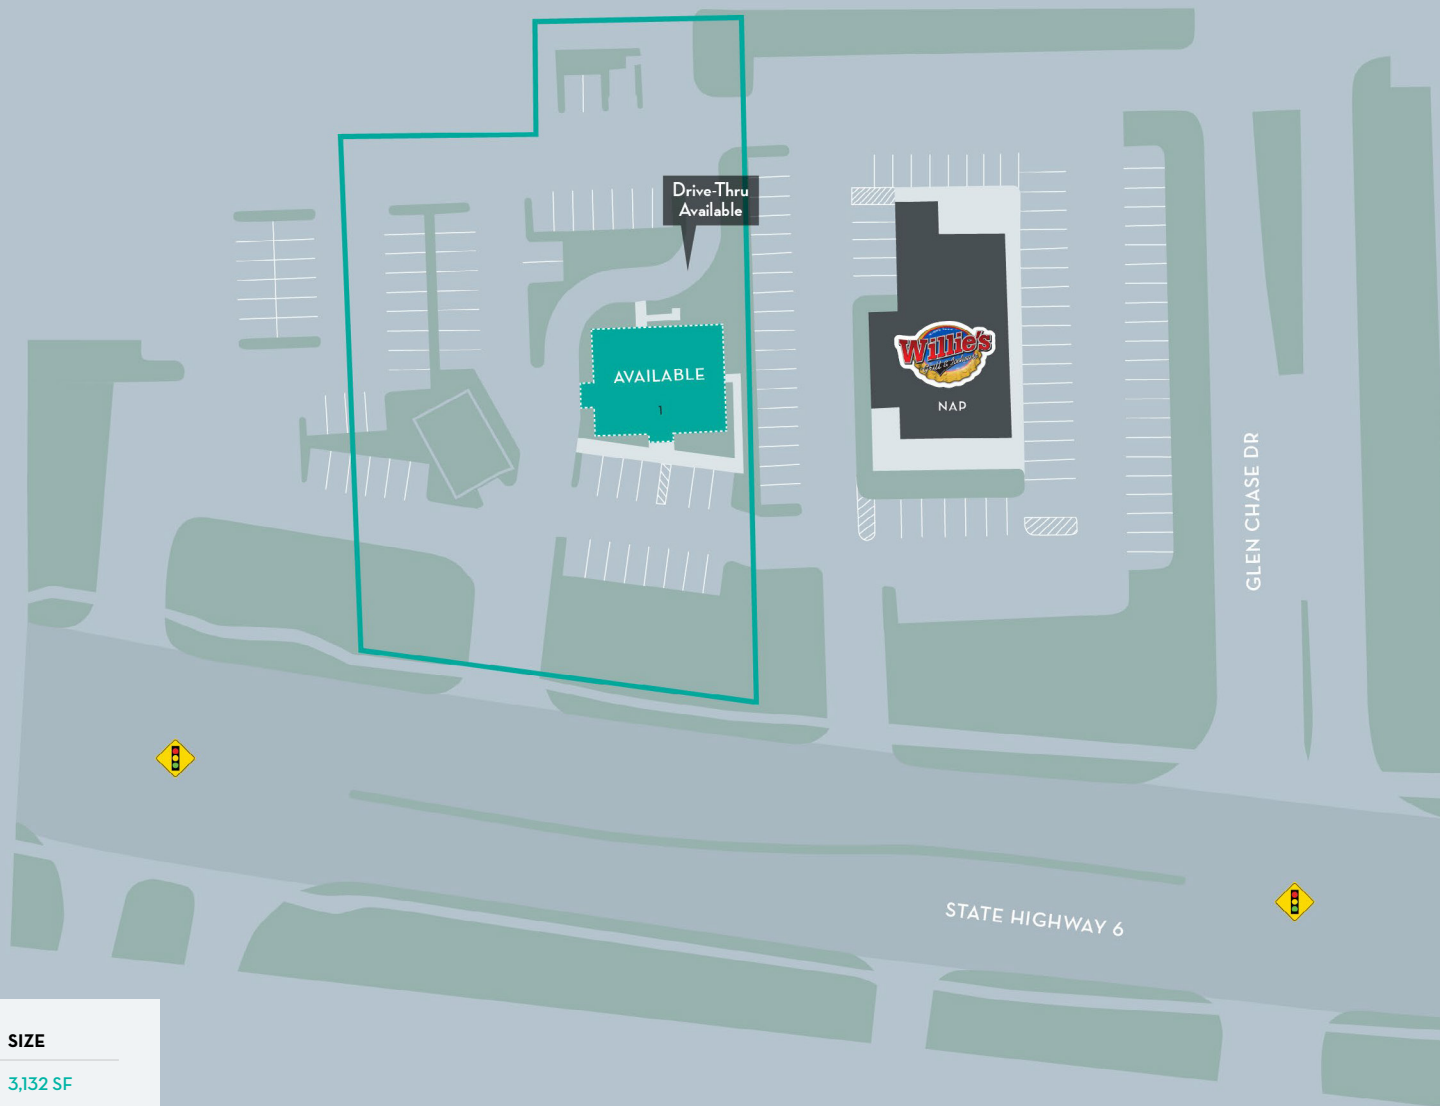 Drive-Thru
Available
AVAILABLE
1
Willie's
NAP
GLEN CHASE DR
STATE HIGHWAY 6
SIZE
3,132 SF